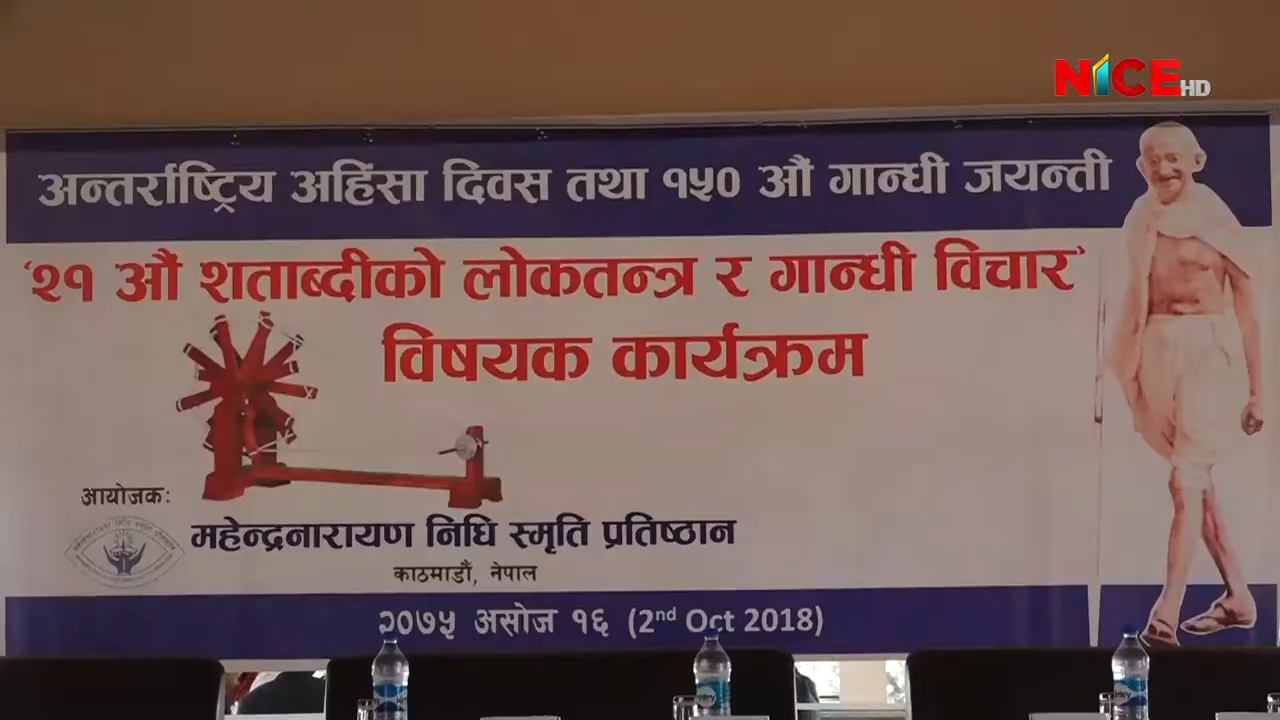 NICE HD
अन्तर्राष्ट्रिय अहिंसा दिवस तथा १५० औं गान्धी जयन्ती
‘२१ औं शताब्दीको लोकतन्त्र र गान्धी विचार’
विषयक कार्यक्रम
आयोजकः
महेन्द्रनारायण निधि स्मृति प्रतिष्ठान
काठमाडौं, नेपाल
२०७५ असोज १६ (2nd Oct 2018)